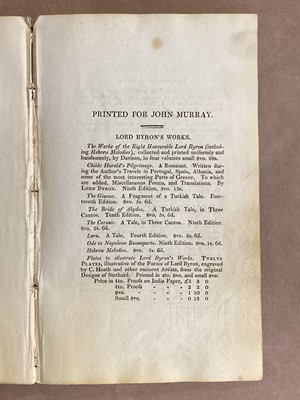 PRINTED FOR JOHN MURRAY.
LORD BYRON'S WORKS.
The Works of the Right Honourable Lord Byron (includ-
ing Hebrew Melodies), collected and printed uniformly and
handsomely, by Davison, in four volumes small 8vo. 28s.
Childe Harold's Pilgrimage. A Romaunt. Written dur-
ing the Author's Travels in Portugal, Spain, Albania, and
some of the most interesting Parts of Greece. To which
are added, Miscellaneous Poems, and Translations. By
LORD BYRON. Ninth Edition, 8vo. 12s.
The Giaour. A Fragment of a Turkish Tale. Four-
teenth Edition. 8vo. 5s. 6d.
The Bride of Abydos. A Turkish Tale, in Three
Cantos. Tenth Edition. 8vo. 5s. 6d.
The Corsair. A Tale, in Three Cantos. Ninth Edition
8vo. 5s. 6d.
Lara. A Tale, Fourth Edition. 8vo. 5s. 6d.
Ode to Napoleon Buonaparte. Ninth Edition. 8vo. 1s. 6d.
Hebrew Melodies. 8vo. 5s. 6d.
Plates to illustrate Lord Byron's Works. TWELVE
PLATES, illustrative of the Poems of Lord Byron, engraved
by C. Heath and other eminent Artists, from the original
Designs of Stothard. Printed in 4to. 8vo. and small 8vo.
Price in 4to. Proofs on India Paper, £3 3 0
4to. Proofs - - - - 2 2 0
8vo. - - - - 1 10 0
Small 8vo. - - - - 0 18 0